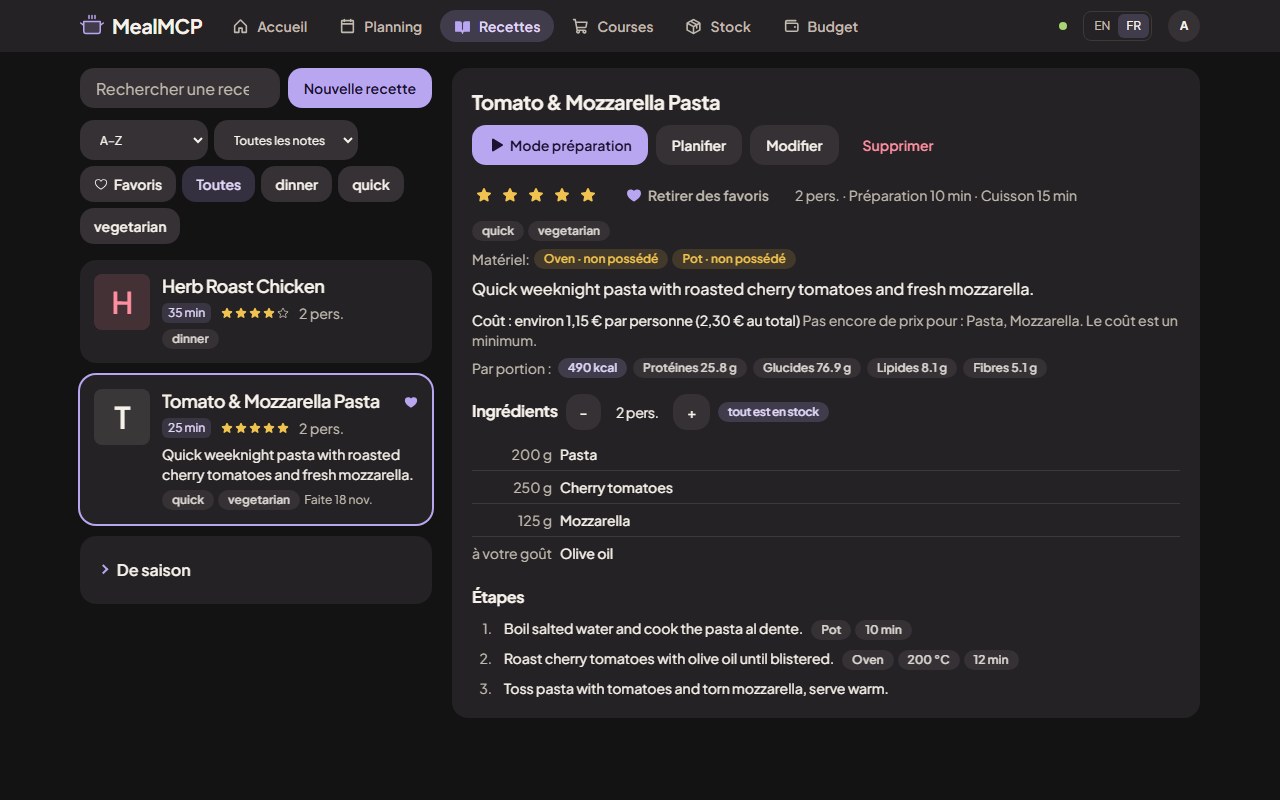 MealMCP Accueil Planning Recettes Courses Stock Budget EN FR A
Rechercher une rece Nouvelle recette
A–Z Toutes les notes
Favoris Toutes dinner quick
vegetarian
H
Herb Roast Chicken
35 min 2 pers.
dinner
T
Tomato & Mozzarella Pasta
25 min 2 pers.
Quick weeknight pasta with roasted
cherry tomatoes and fresh mozzarella.
quick vegetarian Faite 18 nov.
De saison
Tomato & Mozzarella Pasta
Mode préparation Planifier Modifier Supprimer
Retirer des favoris 2 pers. · Préparation 10 min · Cuisson 15 min
quick vegetarian
Matériel: Oven · non possédé Pot · non possédé
Quick weeknight pasta with roasted cherry tomatoes and fresh mozzarella.
Coût : environ 1,15 € par personne (2,30 € au total) Pas encore de prix pour : Pasta, Mozzarella. Le coût est un
minimum.
Par portion : 490 kcal Protéines 25.8 g Glucides 76.9 g Lipides 8.1 g Fibres 5.1 g
Ingrédients - 2 pers. + tout est en stock
200 g Pasta
250 g Cherry tomatoes
125 g Mozzarella
à votre goût Olive oil
Étapes
1. Boil salted water and cook the pasta al dente. Pot 10 min
2. Roast cherry tomatoes with olive oil until blistered. Oven 200 °C 12 min
3. Toss pasta with tomatoes and torn mozzarella, serve warm.